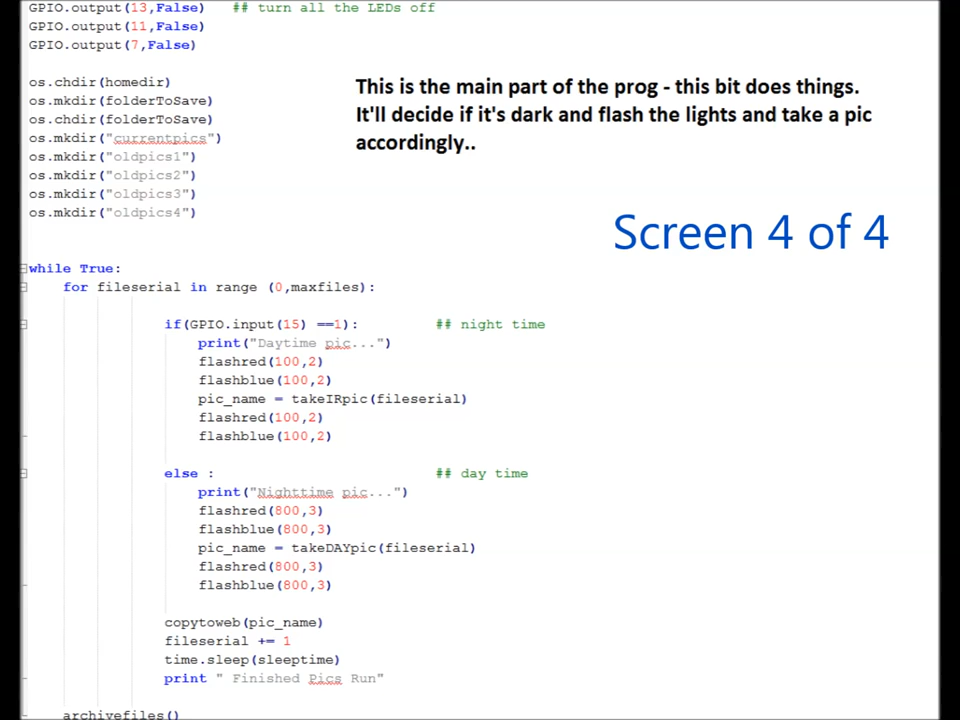 GPIO.output(13,False)   ## turn all the LEDs off
GPIO.output(11,False)
GPIO.output(7,False)
os.chdir(homedir)
os.mkdir(folderToSave)
os.chdir(folderToSave)
os.mkdir("currentpics")
os.mkdir("oldpics1")
os.mkdir("oldpics2")
os.mkdir("oldpics3")
os.mkdir("oldpics4")
This is the main part of the prog - this bit does things.
It'll decide if it's dark and flash the lights and take a pic
accordingly..
Screen 4 of 4
while True:
    for fileserial in range (0,maxfiles):
        if(GPIO.input(15) ==1):         ## night time
            print("Daytime pic...")
            flashred(100,2)
            flashblue(100,2)
            pic_name = takeIRpic(fileserial)
            flashred(100,2)
            flashblue(100,2)
        else :                          ## day time
            print("Nighttime pic...")
            flashred(800,3)
            flashblue(800,3)
            pic_name = takeDAYpic(fileserial)
            flashred(800,3)
            flashblue(800,3)
        copytoweb(pic_name)
        fileserial += 1
        time.sleep(sleeptime)
        print " Finished Pics Run"
    archivefiles()